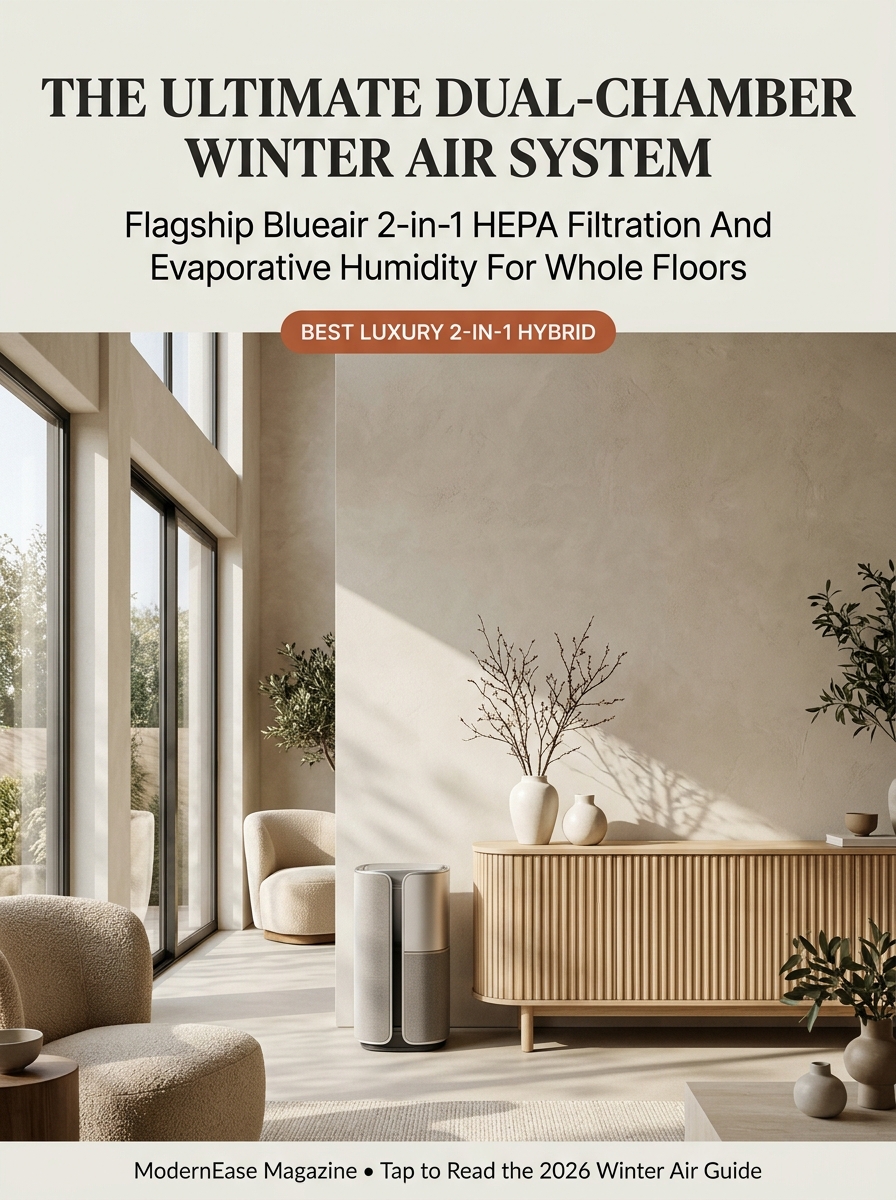 THE ULTIMATE DUAL-CHAMBER
WINTER AIR SYSTEM
Flagship Blueair 2-in-1 HEPA Filtration And
Evaporative Humidity For Whole Floors
BEST LUXURY 2-IN-1 HYBRID
ModernEase Magazine • Tap to Read the 2026 Winter Air Guide